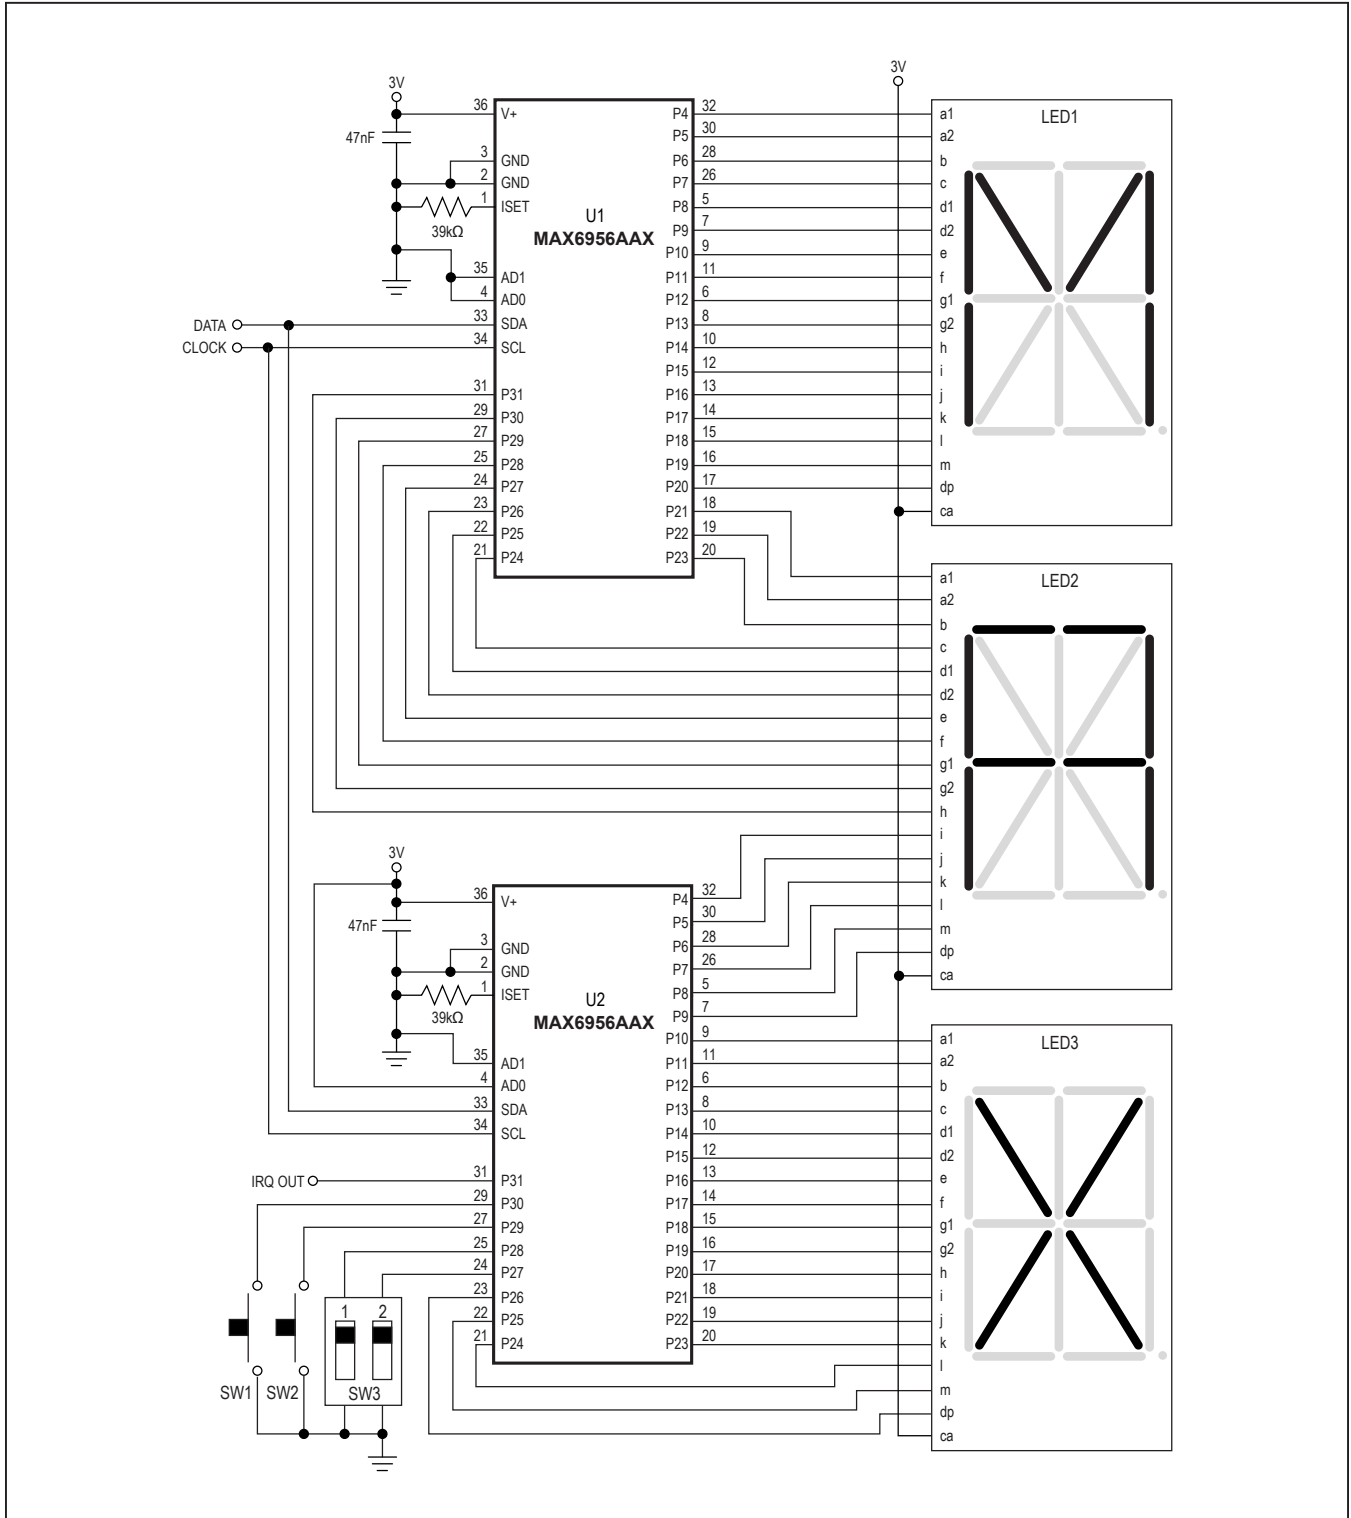 3V
47nF
39kΩ
36 V+
3 GND
2 GND
1 ISET
35 AD1
4 AD0
33 SDA
34 SCL
31 P31
29 P30
27 P29
25 P28
24 P27
23 P26
22 P25
21 P24
U1
MAX6956AAX
P4 32
P5 30
P6 28
P7 26
P8 5
P9 7
P10 9
P11 11
P12 6
P13 8
P14 10
P15 12
P16 13
P17 14
P18 15
P19 16
P20 17
P21 18
P22 19
P23 20
DATA
CLOCK
3V
LED1
a1
a2
b
c
d1
d2
e
f
g1
g2
h
i
j
k
l
m
dp
ca
LED2
a1
a2
b
c
d1
d2
e
f
g1
g2
h
i
j
k
l
m
dp
ca
3V
47nF
39kΩ
36 V+
3 GND
2 GND
1 ISET
35 AD1
4 AD0
33 SDA
34 SCL
31 P31
29 P30
27 P29
25 P28
24 P27
23 P26
22 P25
21 P24
U2
MAX6956AAX
P4 32
P5 30
P6 28
P7 26
P8 5
P9 7
P10 9
P11 11
P12 6
P13 8
P14 10
P15 12
P16 13
P17 14
P18 15
P19 16
P20 17
P21 18
P22 19
P23 20
LED3
a1
a2
b
c
d1
d2
e
f
g1
g2
h
i
j
k
l
m
dp
ca
IRQ OUT
1 2
SW1 SW2 SW3